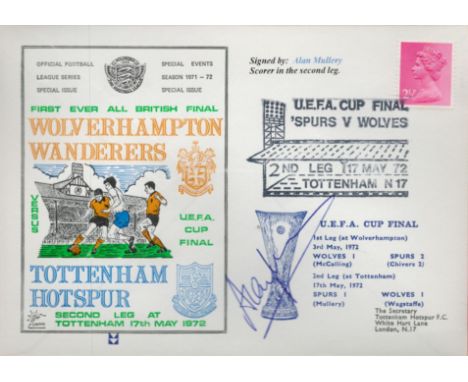 OFFICIAL FOOTBALL
LEAGUE SERIES
SPECIAL ISSUE
SPECIAL EVENTS
SEASON 1971 - 72
SPECIAL ISSUE
FIRST EVER ALL BRITISH FINAL
WOLVERHAMPTON
WANDERERS
VERSUS
U.E.F.A.
CUP
FINAL
TOTTENHAM
HOTSPUR
SECOND LEG AT
TOTTENHAM 17th MAY 1972
Signed by: Alan Mullery
Scorer in the second leg.
2½
U.E.F.A. CUP FINAL
'SPURS V WOLVES
2ND LEG 17 MAY 72
TOTTENHAM N17
U.E.F.A. CUP FINAL
1st Leg (at Wolverhampton)
3rd May, 1972
WOLVES 1 SPURS 2
(McCalling) (Chivers 2)
2nd Leg (at Tottenham)
17th May, 1972
SPURS 1 WOLVES 1
(Mullery) (Wagstaffe)
The Secretary
Tottenham Hotspur F.C.
White Hart Lane
London, N.17